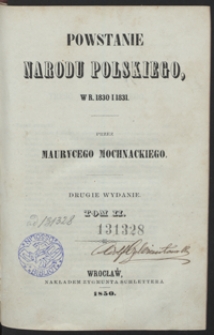 POWSTANIE
NARODU POLSKIEGO,
W R. 1830 I 1831.
PRZEZ
MAURYCEGO MOCHNACKIEGO.
DRUGIE WYDANIE
TOM II.
131328
WROCŁAW,
NAKŁADEM ZYGMUNTA SCHLETTERA.
1850.